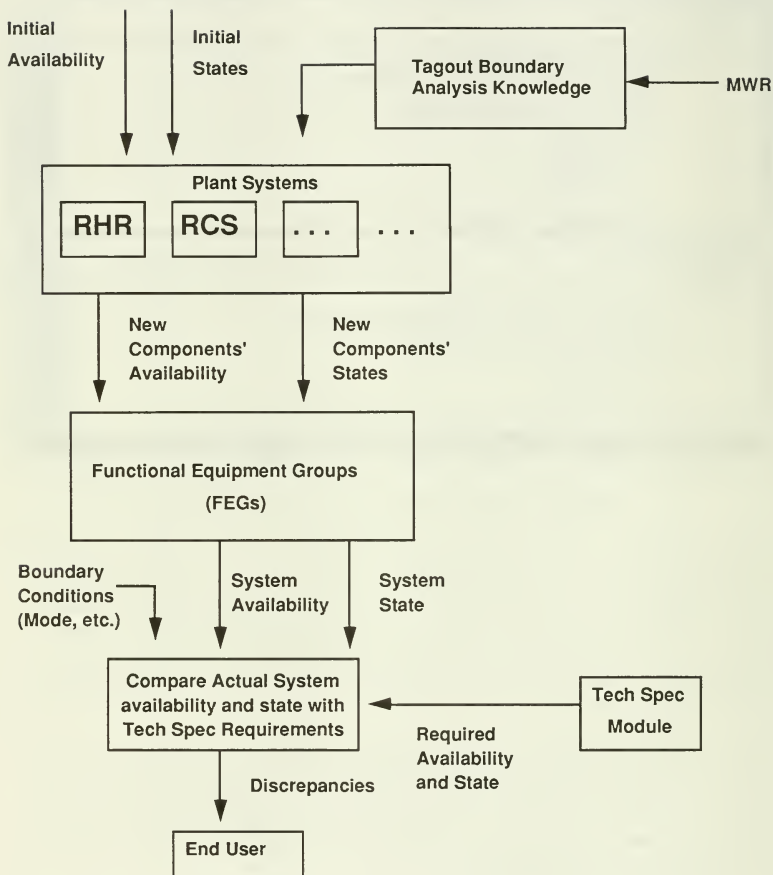 Initial
Availability
Initial
States
Tagout Boundary
Analysis Knowledge
MWR
Plant Systems
RHR
RCS
...
...
New
Components'
Availability
New
Components'
States
Functional Equipment Groups
(FEGs)
Boundary
Conditions
(Mode, etc.)
System
Availability
System
State
Compare Actual System
availability and state with
Tech Spec Requirements
Tech Spec
Module
Required
Availability
and State
Discrepancies
End User